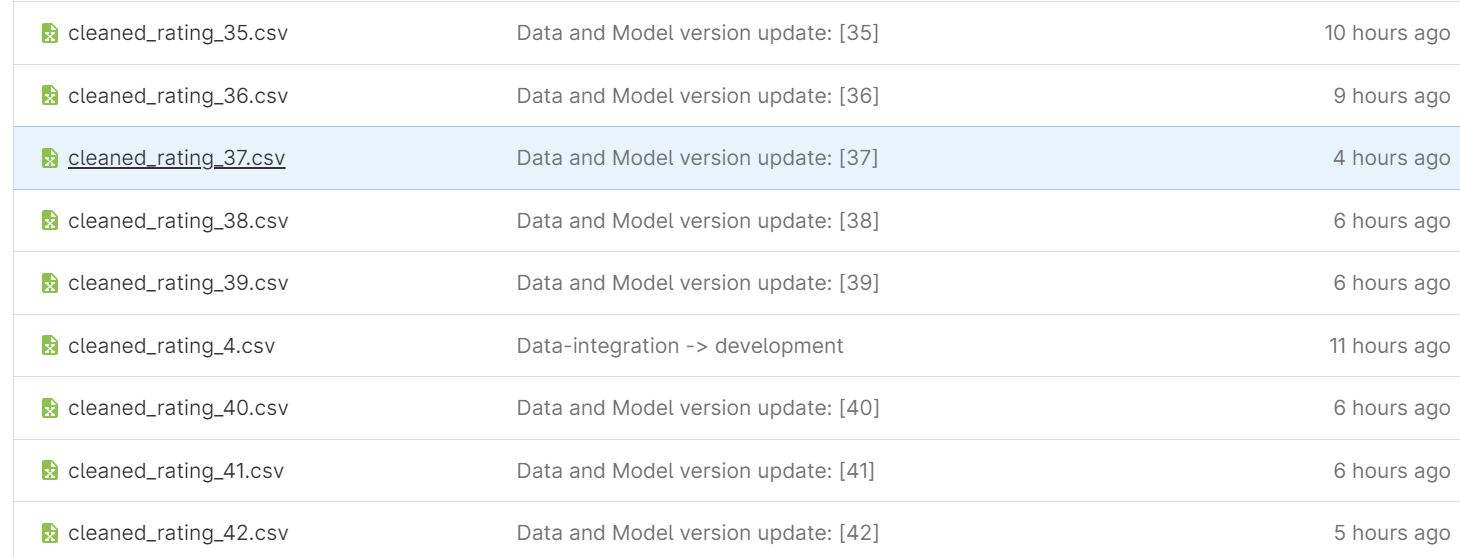 cleaned_rating_35.csv Data and Model version update: [35] 10 hours ago
cleaned_rating_36.csv Data and Model version update: [36] 9 hours ago
cleaned_rating_37.csv Data and Model version update: [37] 4 hours ago
cleaned_rating_38.csv Data and Model version update: [38] 6 hours ago
cleaned_rating_39.csv Data and Model version update: [39] 6 hours ago
cleaned_rating_4.csv Data-integration -> development 11 hours ago
cleaned_rating_40.csv Data and Model version update: [40] 6 hours ago
cleaned_rating_41.csv Data and Model version update: [41] 6 hours ago
cleaned_rating_42.csv Data and Model version update: [42] 5 hours ago